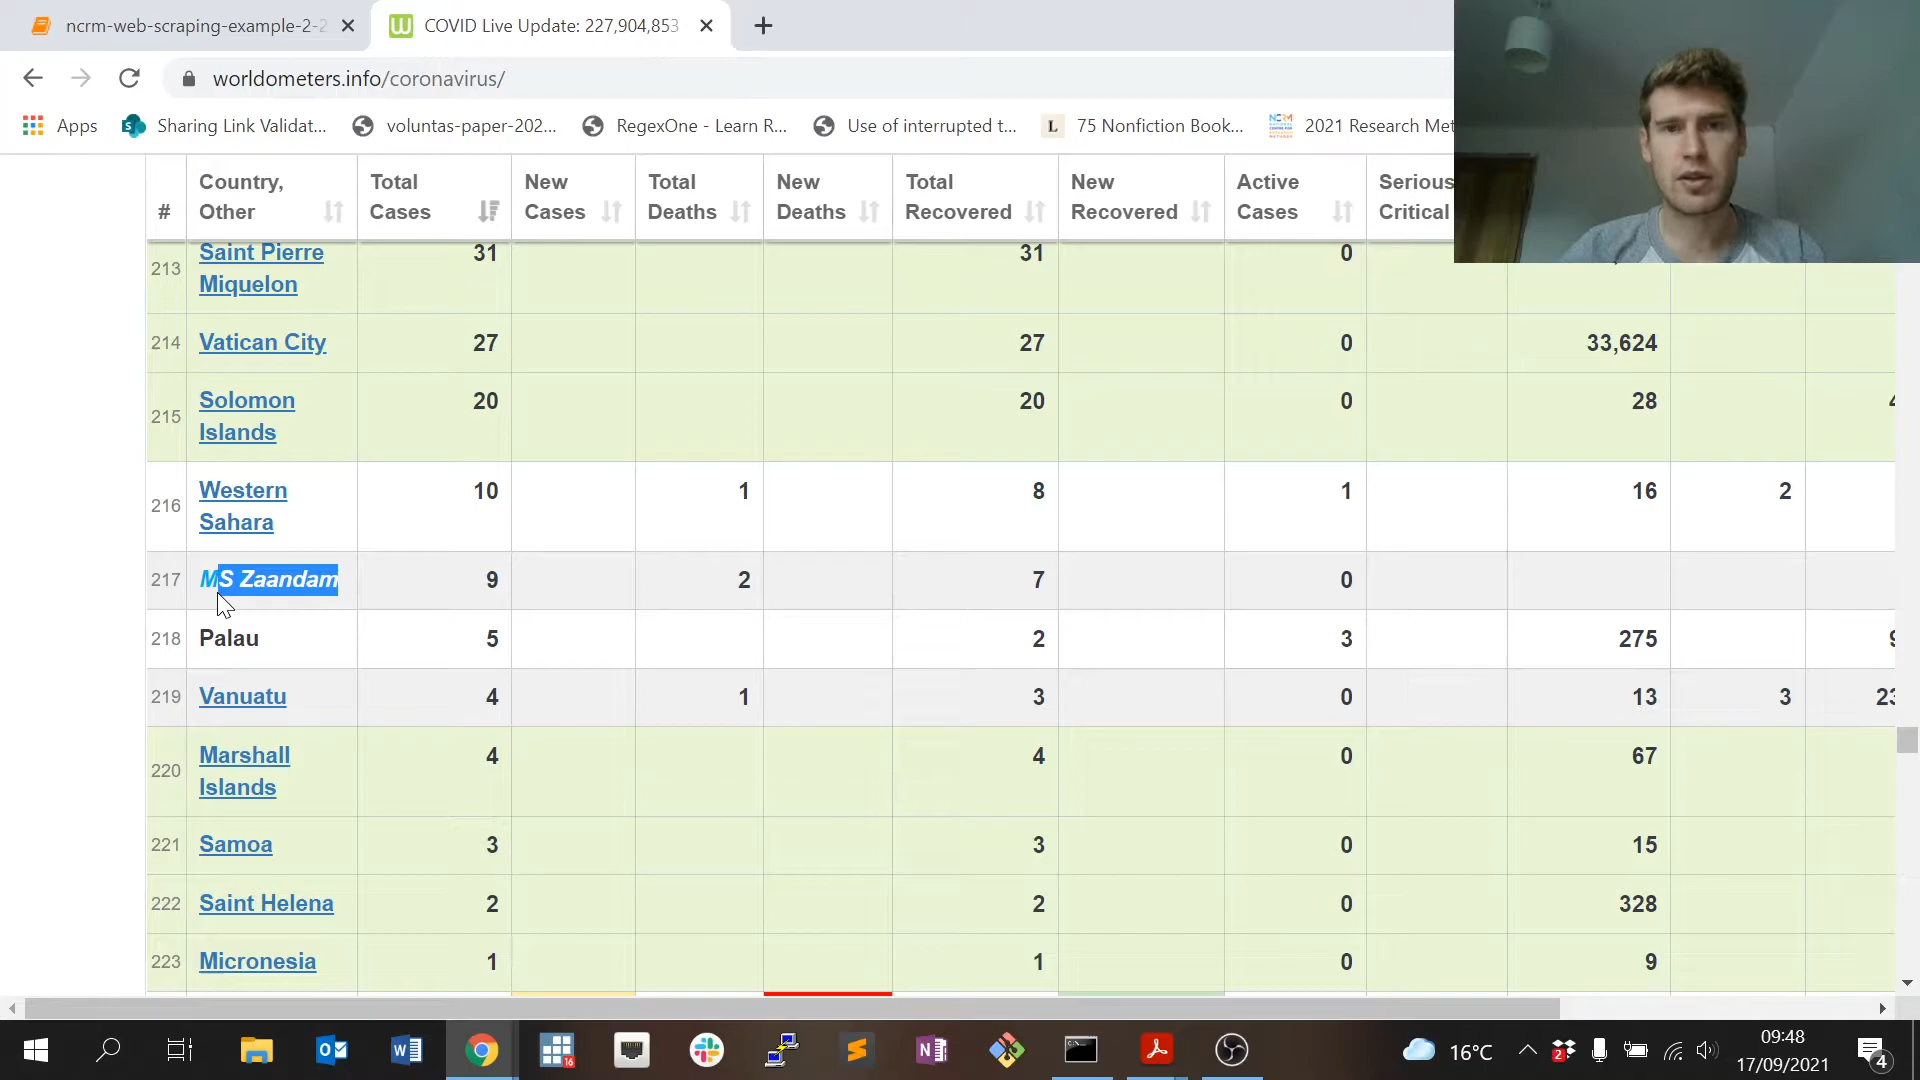 ncrm-web-scraping-example-2-2
COVID Live Update: 227,904,853
worldometers.info/coronavirus/
Apps
Sharing Link Validat...
voluntas-paper-202...
RegexOne - Learn R...
Use of interrupted t...
L
75 Nonfiction Book...
NCRM
2021 Research Met
# Country, Other Total Cases New Cases Total Deaths New Deaths Total Recovered New Recovered Active Cases Serious Critical
213 Saint Pierre Miquelon 31 31 0
214 Vatican City 27 27 0 33,624
215 Solomon Islands 20 20 0 28
216 Western Sahara 10 1 8 1 16 2
217 MS Zaandam 9 2 7 0
218 Palau 5 2 3 275
219 Vanuatu 4 1 3 0 13 3 23
220 Marshall Islands 4 4 0 67
221 Samoa 3 3 0 15
222 Saint Helena 2 2 0 328
223 Micronesia 1 1 0 9
16
16°C
2
09:48
17/09/2021
4